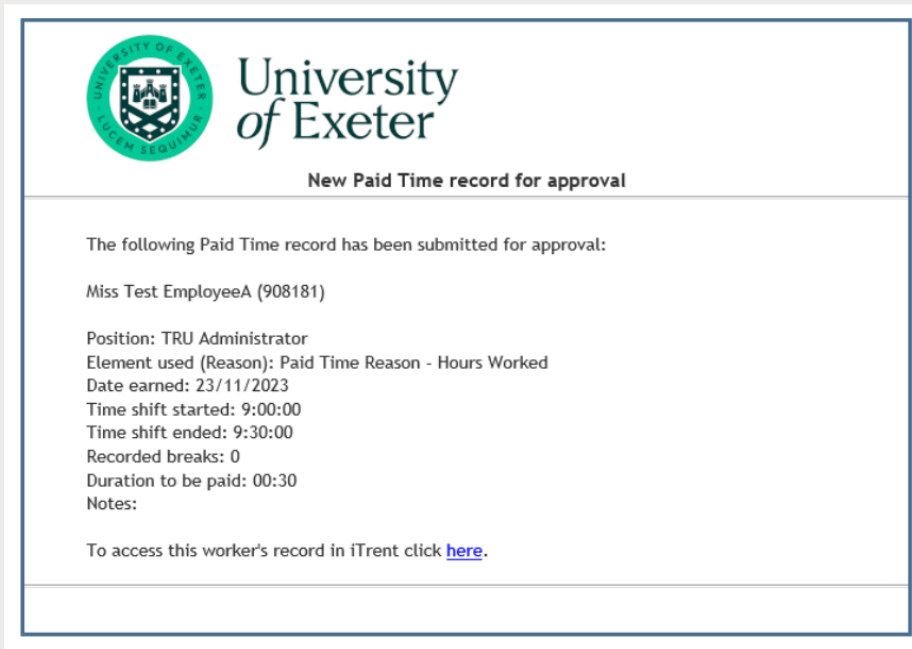 UNIVERSITY OF EXETER
LUCEM SEQUIMUR
University
of Exeter
New Paid Time record for approval
The following Paid Time record has been submitted for approval:
Miss Test EmployeeA (908181)
Position: TRU Administrator
Element used (Reason): Paid Time Reason - Hours Worked
Date earned: 23/11/2023
Time shift started: 9:00:00
Time shift ended: 9:30:00
Recorded breaks: 0
Duration to be paid: 00:30
Notes:
To access this worker's record in iTrent click here.